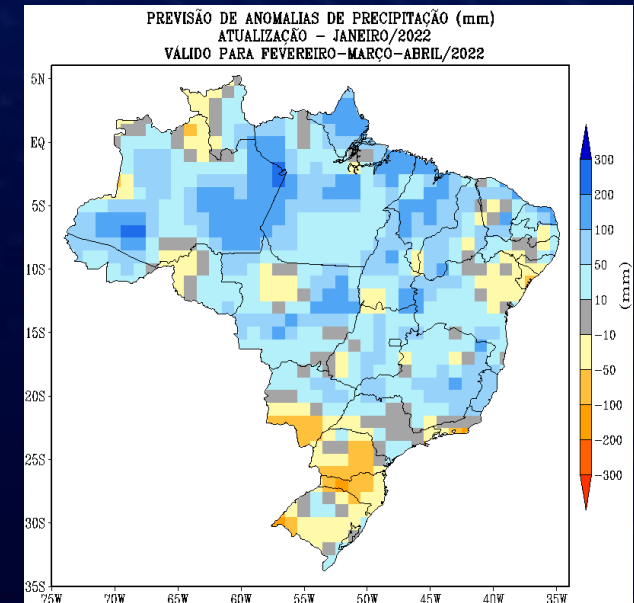 PREVISÃO DE ANOMALIAS DE PRECIPITAÇÃO (mm)
ATUALIZAÇÃO - JANEIRO/2022
VÁLIDO PARA FEVEREIRO-MARÇO-ABRIL/2022
5N
EQ
5S
10S
15S
20S
25S
30S
35S
75W 70W 65W 60W 55W 50W 45W 40W 35W
300
200
100
50
10
-10
-50
-100
-200
-300
(mm)